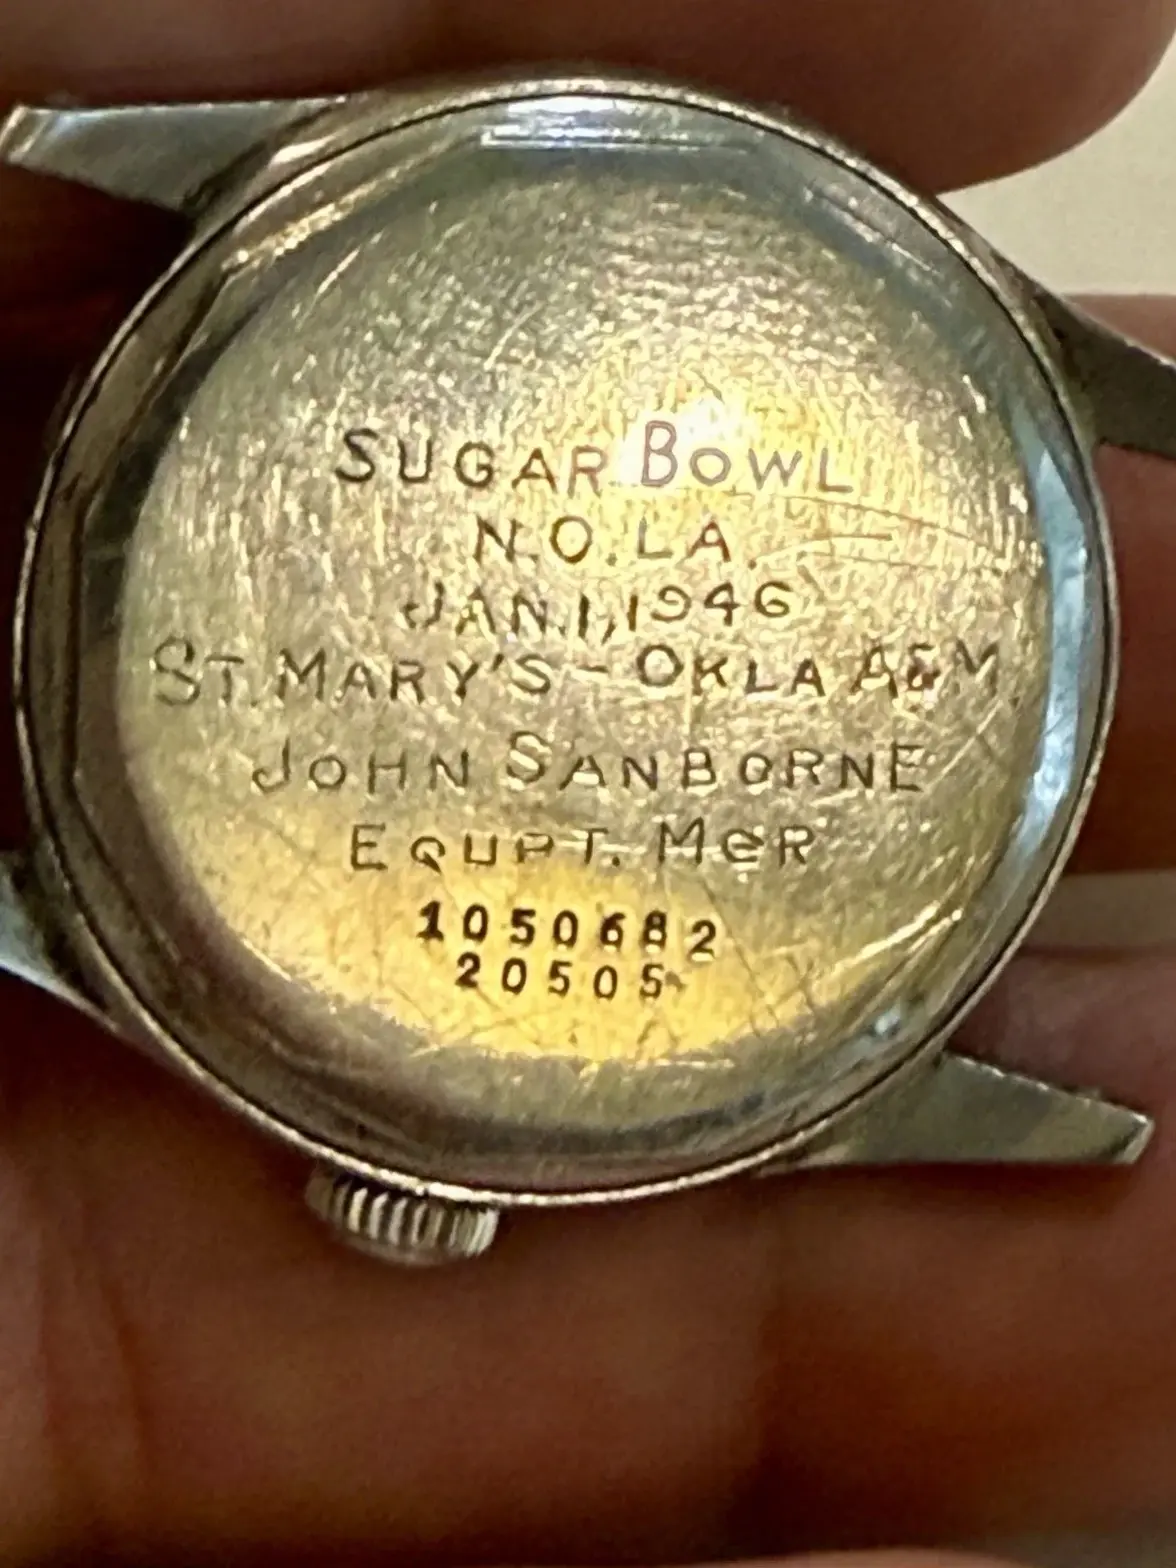 SUGAR BOWL
N.O. LA.
JAN. 1, 1946
ST. MARY'S - OKLA A&M
JOHN SANBORNE
EQUPT. MGR
1050682
20505